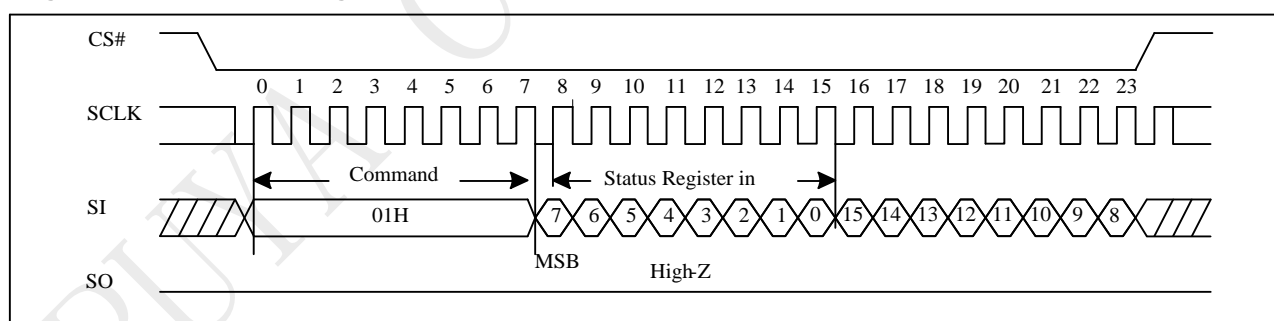 CS#
0 1 2 3 4 5 6 7 8 9 10 11 12 13 14 15 16 17 18 19 20 21 22 23
SCLK
Command
Status Register in
SI
01H
7 6 5 4 3 2 1 0 15 14 13 12 11 10 9 8
MSB
High-Z
SO
PUYA